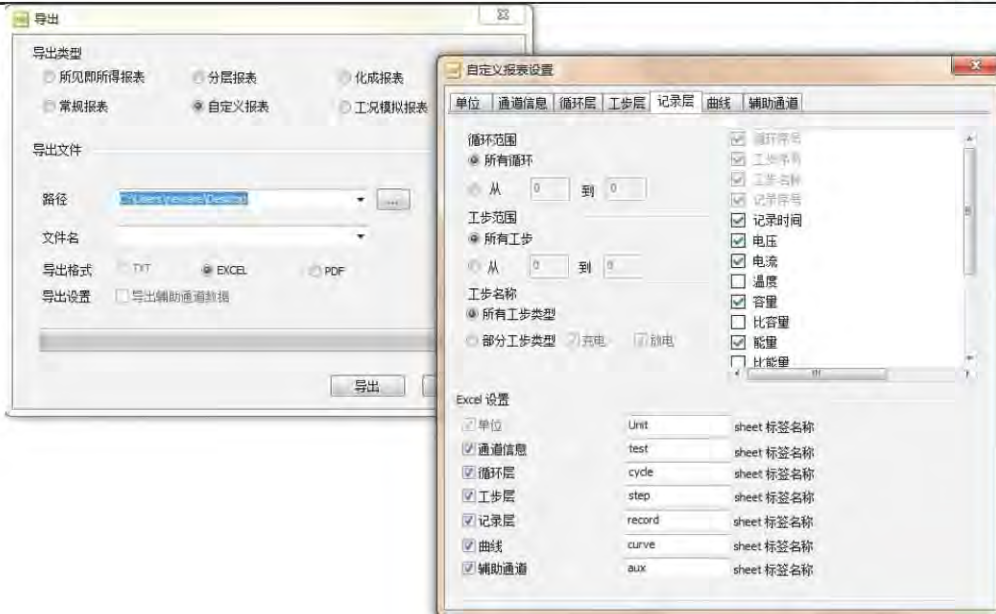 导出
导出类型
所见即所得报表 分层报表 化成报表
常规报表 自定义报表 工况模拟报表
导出文件
路径 C:\Users\neware\Desktop ...
文件名
导出格式 TXT EXCEL PDF
导出设置 导出辅助通道数据
导出
自定义报表设置
单位 通道信息 循环层 工步层 记录层 曲线 辅助通道
循环范围
所有循环
从 0 到 0
工步范围
所有工步
从 0 到 0
工步名称
所有工步类型
部分工步类型 充电 放电
循环序号
工步序号
工步名称
记录序号
记录时间
电压
电流
温度
容量
比容量
能量
比能量
Excel 设置
单位 Unit sheet 标签名称
通道信息 test sheet 标签名称
循环层 cycle sheet 标签名称
工步层 step sheet 标签名称
记录层 record sheet 标签名称
曲线 curve sheet 标签名称
辅助通道 aux sheet 标签名称